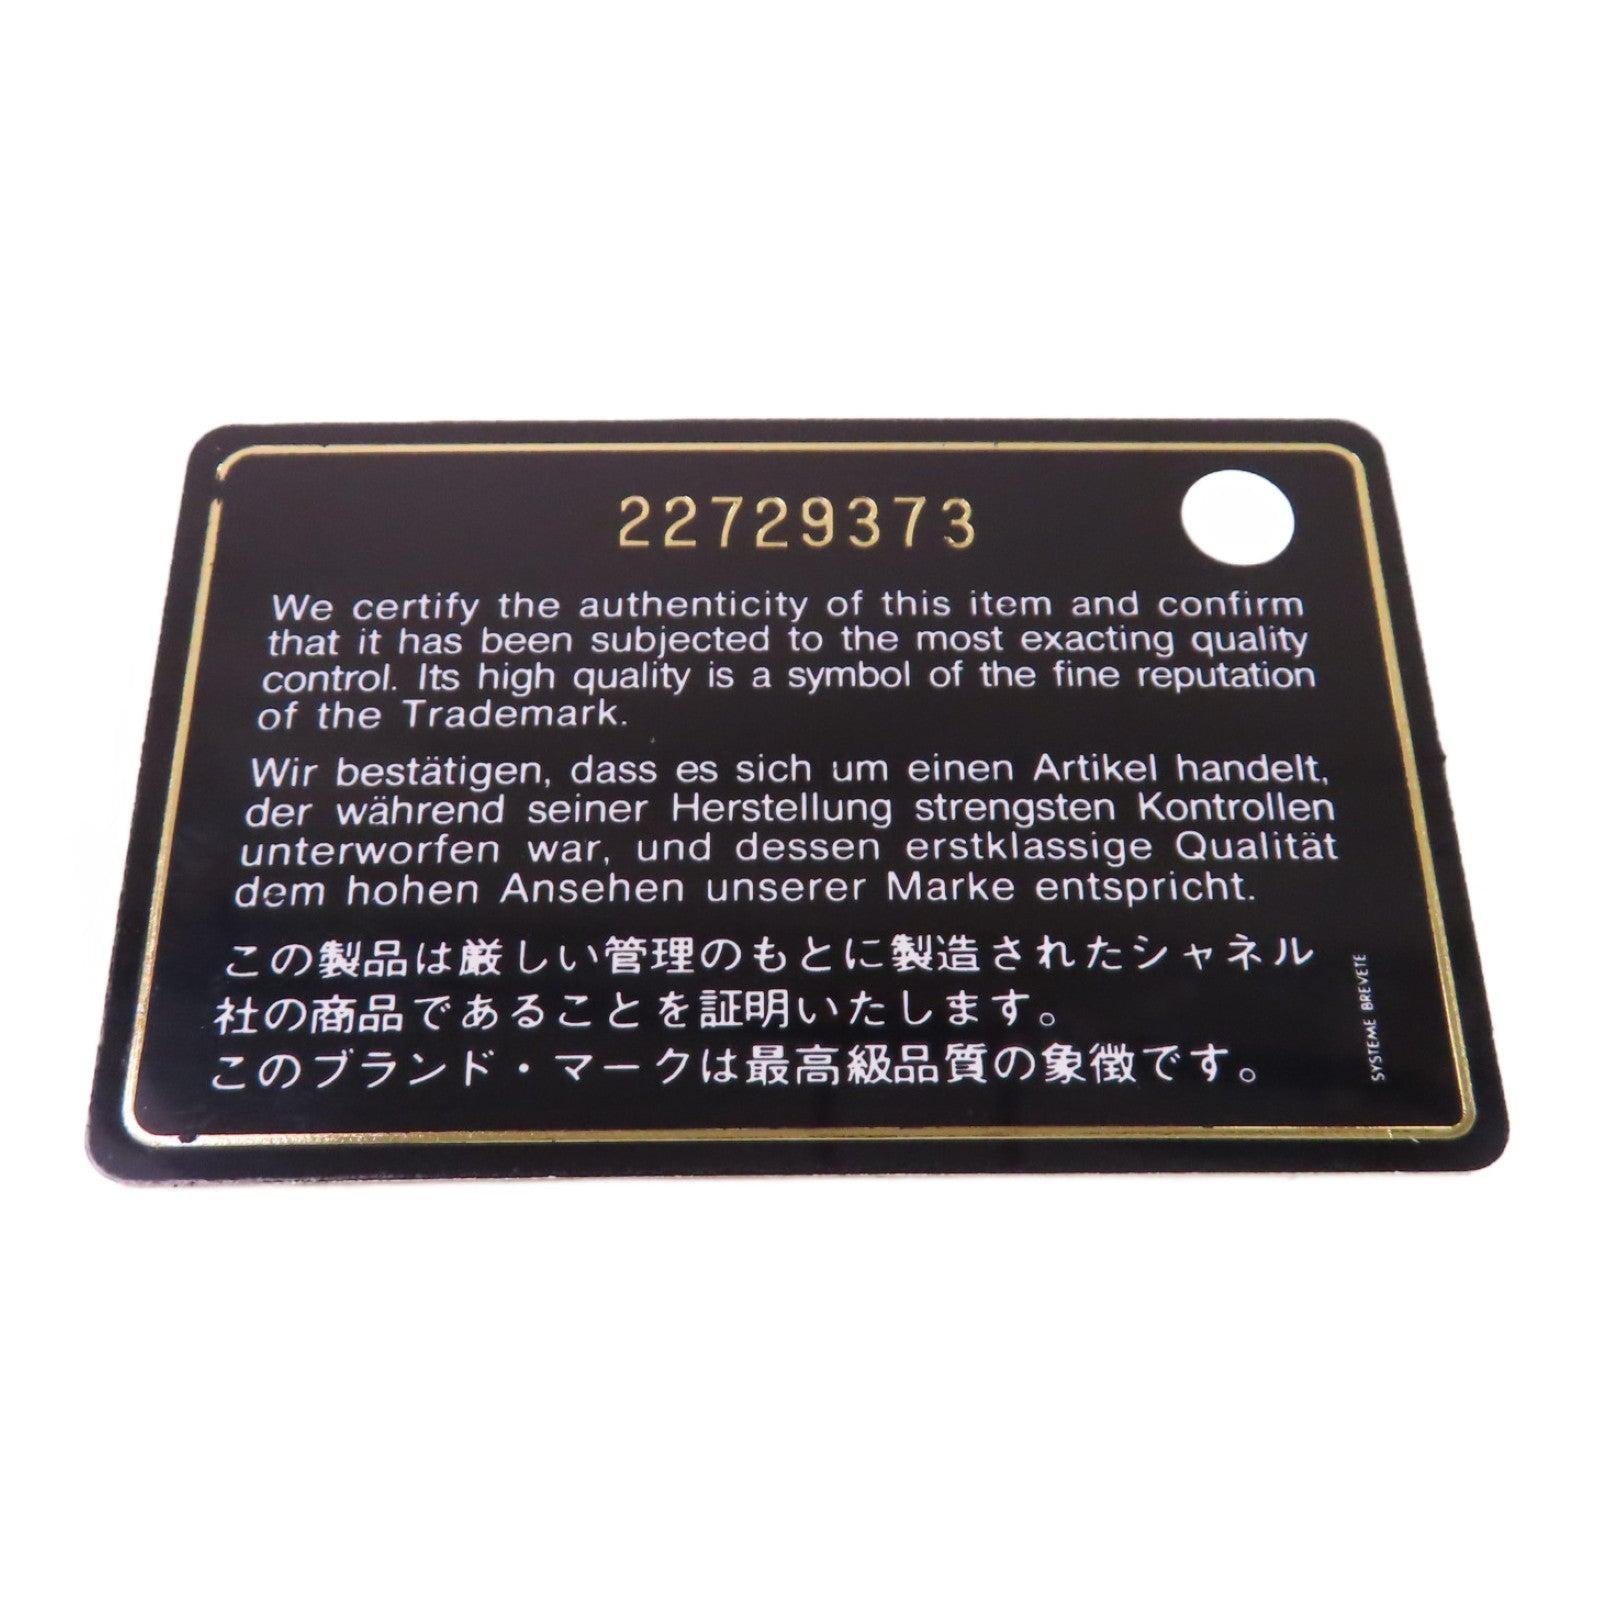 22729373
We certify the authenticity of this item and confirm
that it has been subjected to the most exacting quality
control. Its high quality is a symbol of the fine reputation
of the Trademark.
Wir bestätigen, dass es sich um einen Artikel handelt,
der während seiner Herstellung strengsten Kontrollen
unterworfen war, und dessen erstklassige Qualität
dem hohen Ansehen unserer Marke entspricht.
この製品は厳しい管理のもとに製造されたシャネル
社の商品であることを証明いたします。
このブランド・マークは最高級品質の象徴です。
SYSTEME BREVETE